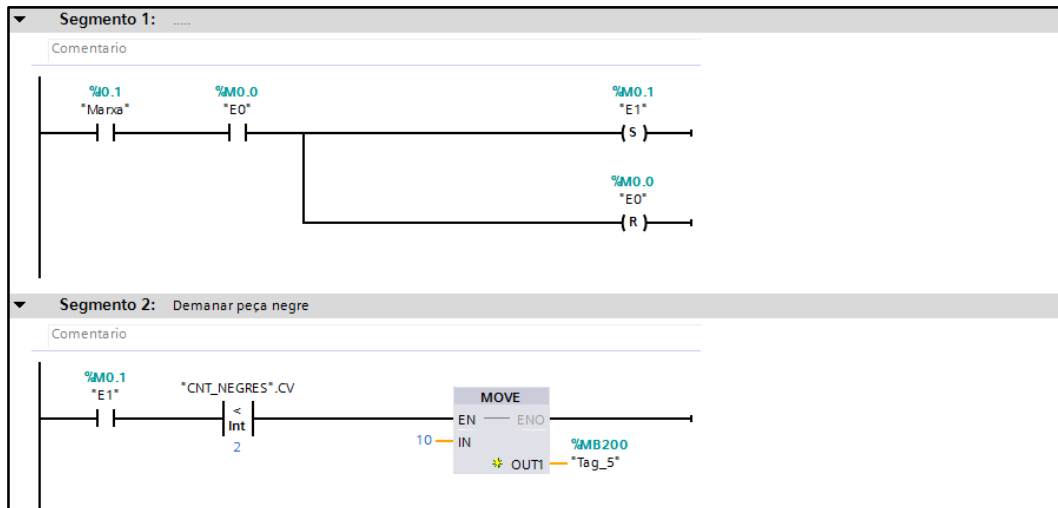 Segmento 1: .....
Comentario
%I0.1 %M0.0 %M0.1
"Marxa" "E0" "E1"
S
%M0.0
"E0"
R
Segmento 2: Demanar peça negre
Comentario
%M0.1
"E1" "CNT_NEGRES".CV
<
Int
2
MOVE
EN ENO
10 IN
%MB200
OUT1 "Tag_5"